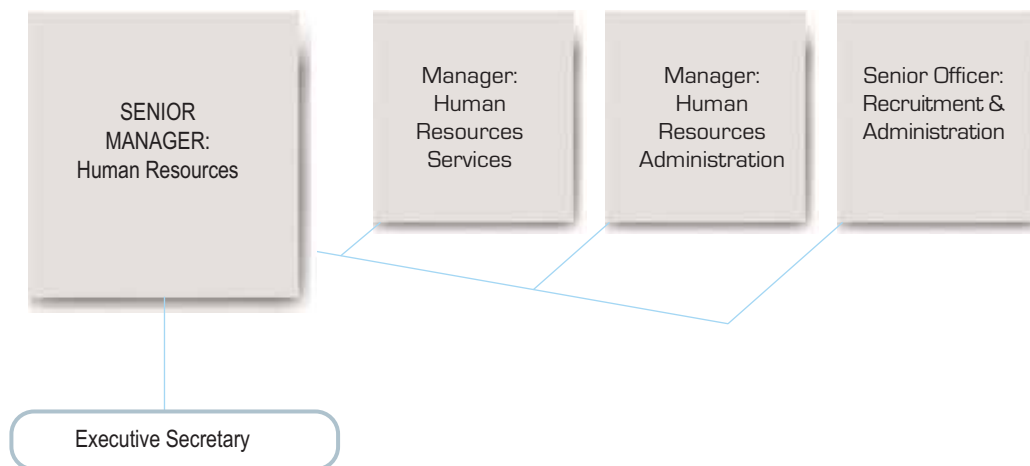 SENIOR
MANAGER:
Human Resources
Manager:
Human
Resources
Services
Manager:
Human
Resources
Administration
Senior Officer:
Recruitment &
Administration
Executive Secretary